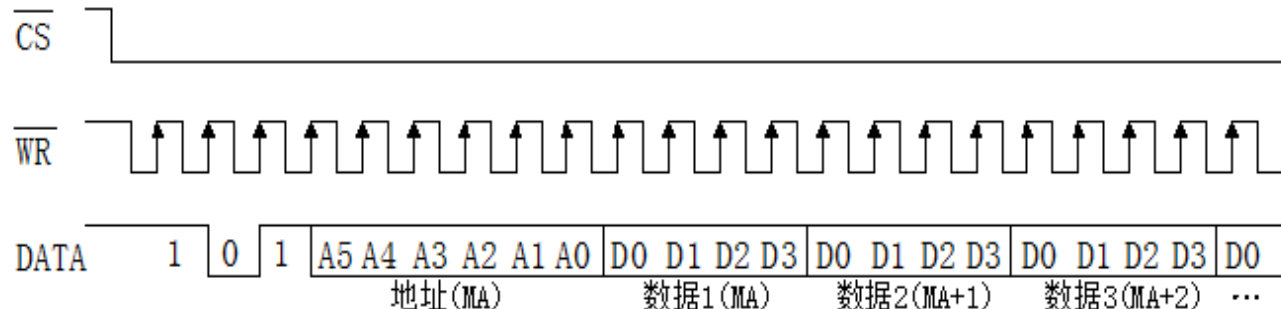 CS
WR
DATA 1 0 1 A5 A4 A3 A2 A1 A0 D0 D1 D2 D3 D0 D1 D2 D3 D0 D1 D2 D3 D0
地址(MA) 数据1(MA) 数据2(MA+1) 数据3(MA+2) ···